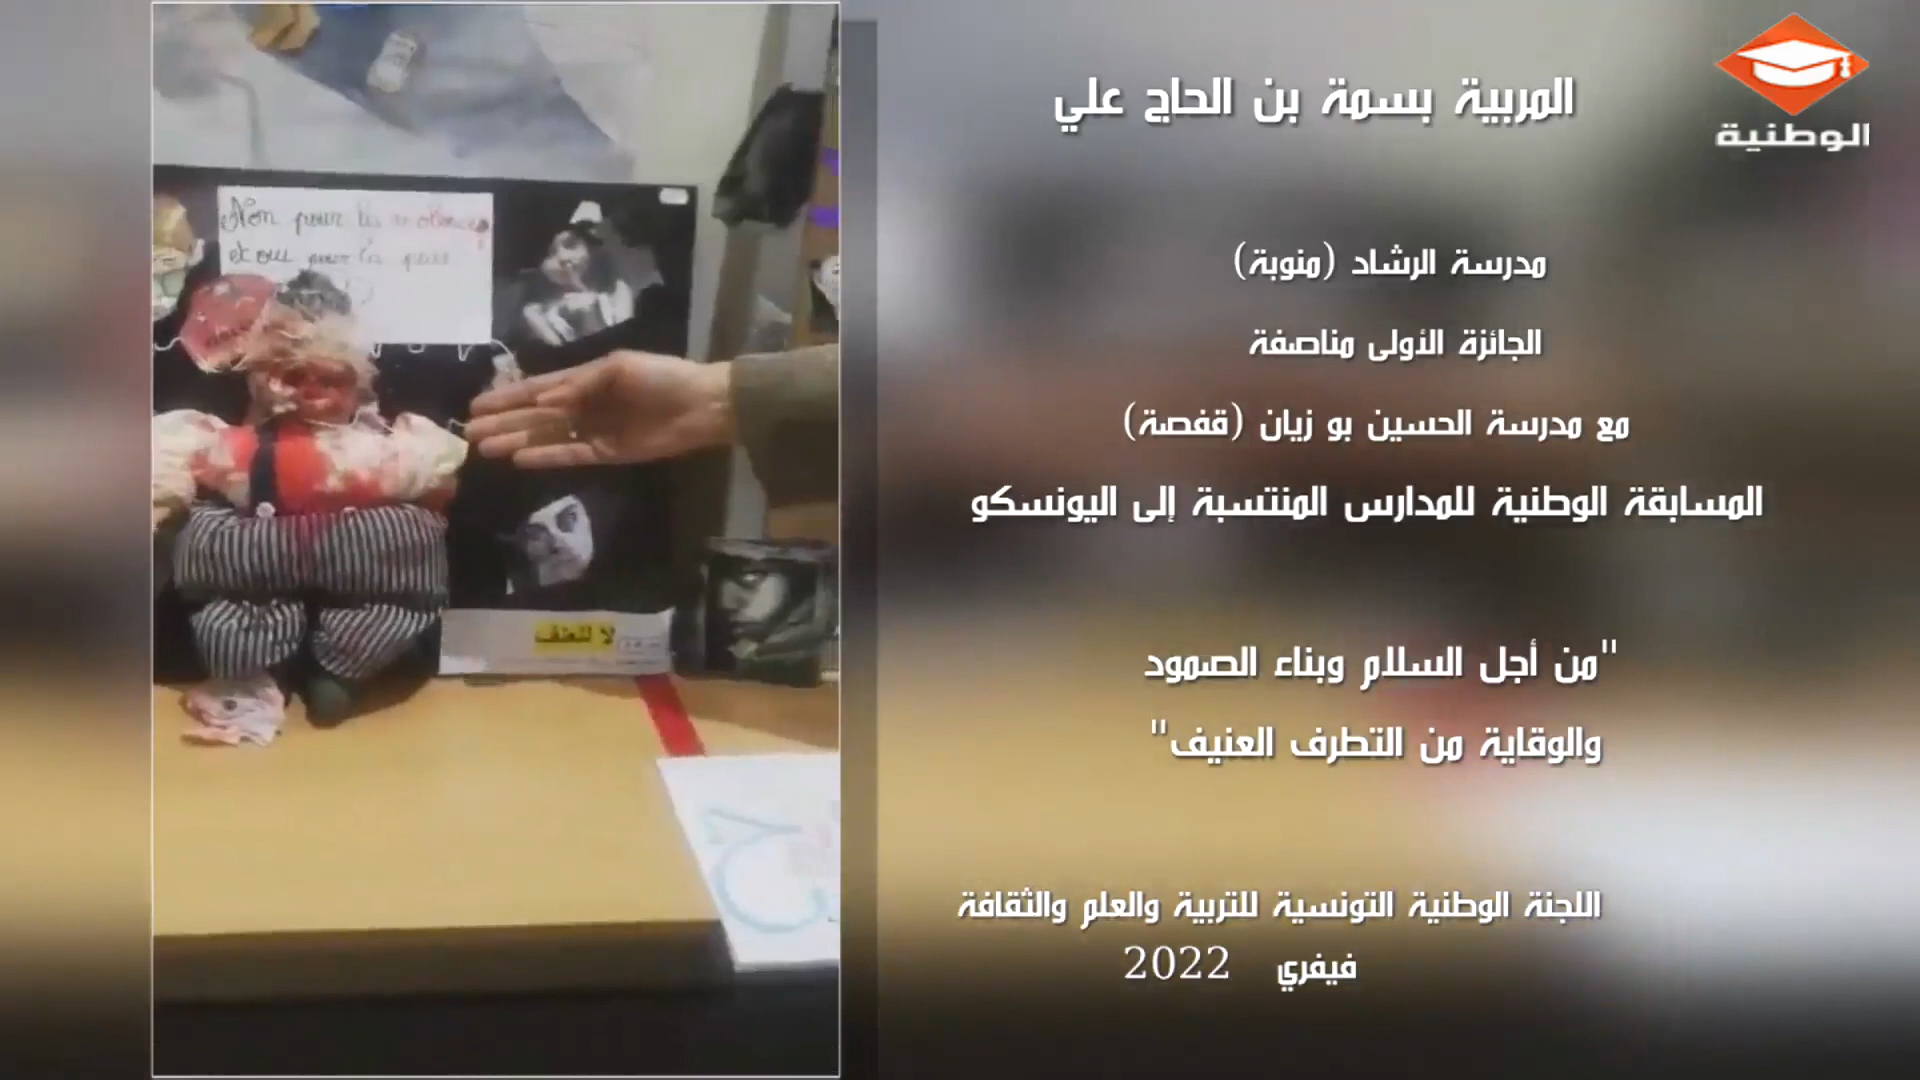 الوطنية
المربية بسمة بن الحاج علي
مدرسة الرشاد (منوبة)
الجائزة الأولى مناصفة
مع مدرسة الحسين بو زيان (قفصة)
المسابقة الوطنية للمدارس المنتسبة إلى اليونسكو
"من أجل السلام وبناء الصمود
والوقاية من التطرف العنيف"
اللجنة الوطنية التونسية للتربية والعلم والثقافة
فيفري 2022
Non pour les violences
et oui pour la paix
لا للعنف